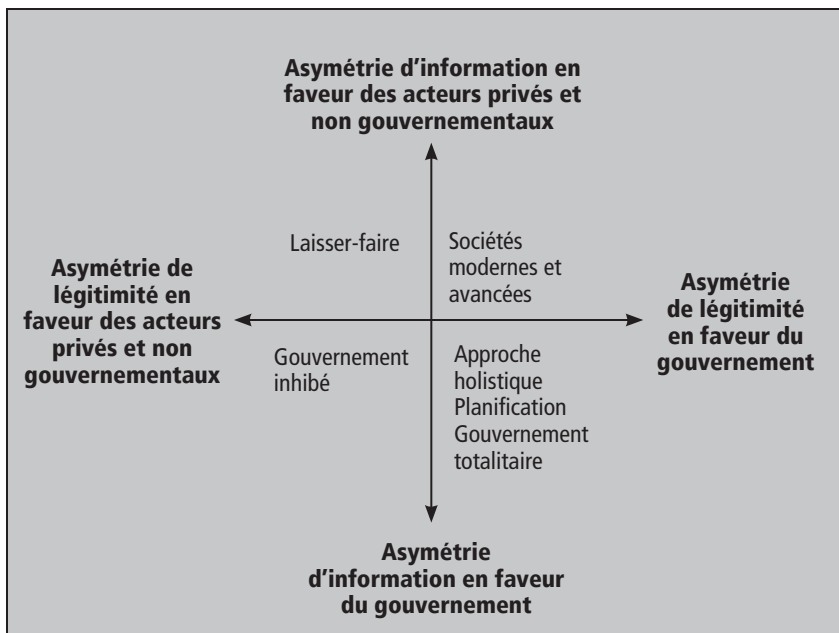 Asymétrie d'information en
faveur des acteurs privés et
non gouvernementaux
Laisser-faire
Sociétés
modernes et
avancées
Asymétrie de
légitimité en
faveur des acteurs
privés et non
gouvernementaux
Asymétrie
de légitimité
en faveur du
gouvernement
Gouvernement
inhibé
Approche
holistique
Planification
Gouvernement
totalitaire
Asymétrie
d'information en faveur
du gouvernement